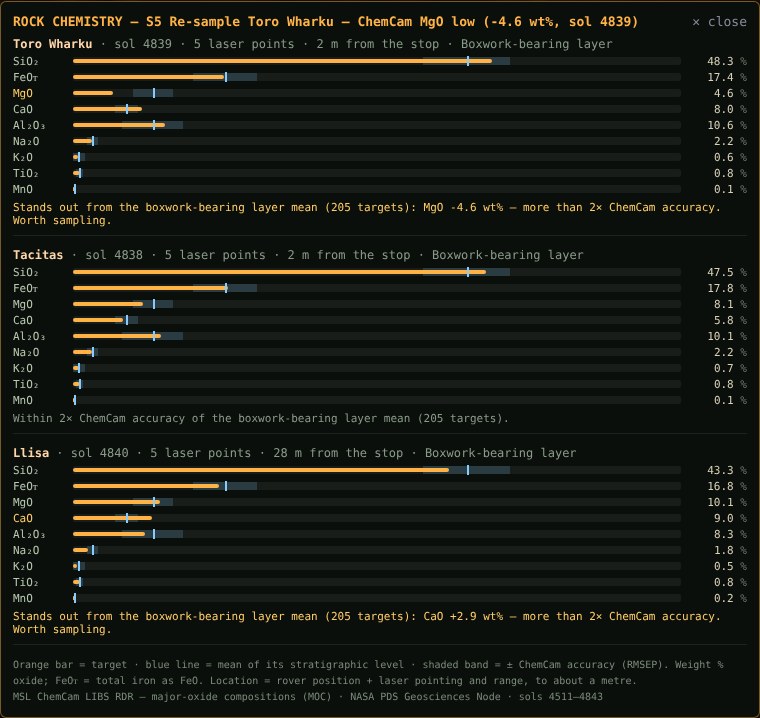 ROCK CHEMISTRY — S5 Re-sample Toro Wharku — ChemCam MgO low (-4.6 wt%, sol 4839) × close
Toro Wharku · sol 4839 · 5 laser points · 2 m from the stop · Boxwork-bearing layer
SiO₂ 48.3 %
FeOᴛ 17.4 %
MgO 4.6 %
CaO 8.0 %
Al₂O₃ 10.6 %
Na₂O 2.2 %
K₂O 0.6 %
TiO₂ 0.8 %
MnO 0.1 %
Stands out from the boxwork-bearing layer mean (205 targets): MgO -4.6 wt% — more than 2× ChemCam accuracy.
Worth sampling.
Tacitas · sol 4838 · 5 laser points · 2 m from the stop · Boxwork-bearing layer
SiO₂ 47.5 %
FeOᴛ 17.8 %
MgO 8.1 %
CaO 5.8 %
Al₂O₃ 10.1 %
Na₂O 2.2 %
K₂O 0.7 %
TiO₂ 0.8 %
MnO 0.1 %
Within 2× ChemCam accuracy of the boxwork-bearing layer mean (205 targets).
Llisa · sol 4840 · 5 laser points · 28 m from the stop · Boxwork-bearing layer
SiO₂ 43.3 %
FeOᴛ 16.8 %
MgO 10.1 %
CaO 9.0 %
Al₂O₃ 8.3 %
Na₂O 1.8 %
K₂O 0.5 %
TiO₂ 0.8 %
MnO 0.2 %
Stands out from the boxwork-bearing layer mean (205 targets): CaO +2.9 wt% — more than 2× ChemCam accuracy.
Worth sampling.
Orange bar = target · blue line = mean of its stratigraphic level · shaded band = ± ChemCam accuracy (RMSEP). Weight %
oxide; FeOᴛ = total iron as FeO. Location = rover position + laser pointing and range, to about a metre.
MSL ChemCam LIBS RDR — major-oxide compositions (MOC) · NASA PDS Geosciences Node · sols 4511–4843